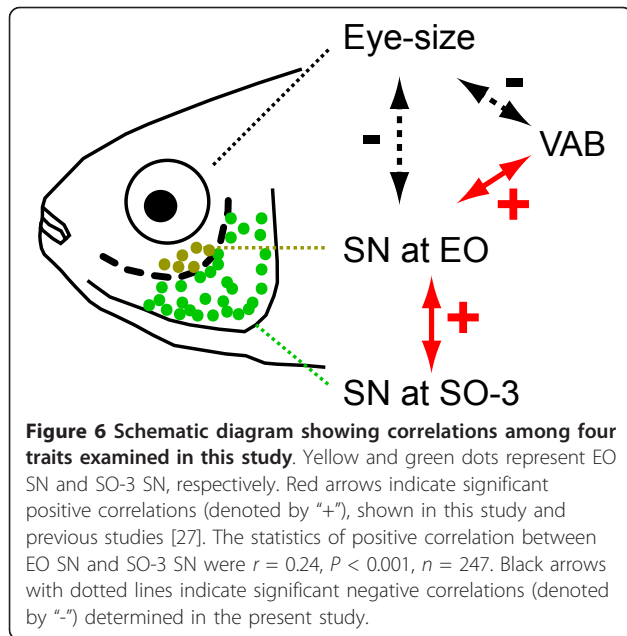 Eye-size
-
-
VAB
+
SN at EO
+
SN at SO-3
Figure 6 Schematic diagram showing correlations among four
traits examined in this study. Yellow and green dots represent EO
SN and SO-3 SN, respectively. Red arrows indicate significant
positive correlations (denoted by “+”), shown in this study and
previous studies [27]. The statistics of positive correlation between
EO SN and SO-3 SN were r = 0.24, P < 0.001, n = 247. Black arrows
with dotted lines indicate significant negative correlations (denoted
by “-”) determined in the present study.